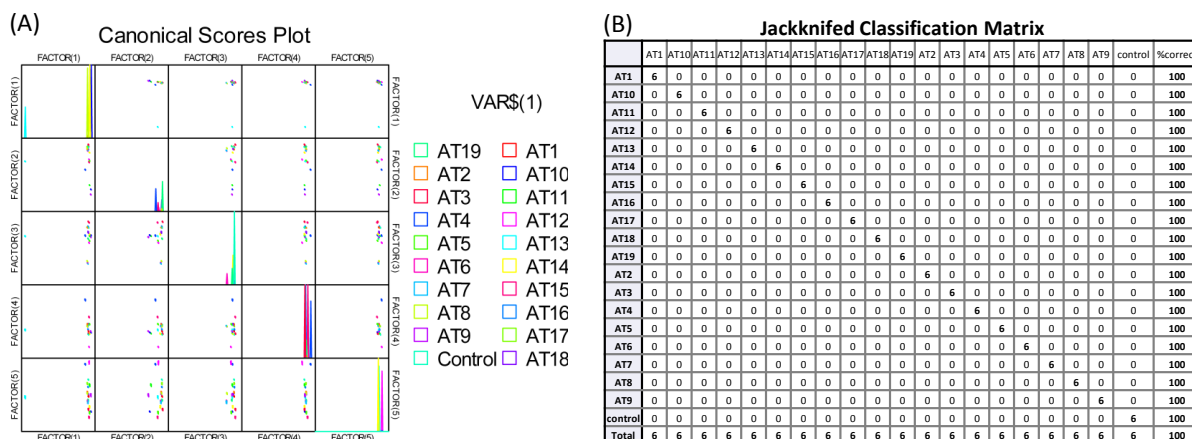 (A)
Canonical Scores Plot
FACTOR(1) FACTOR(2) FACTOR(3) FACTOR(4) FACTOR(5)
FACTOR(1) FACTOR(1)
FACTOR(2) FACTOR(2)
FACTOR(3) FACTOR(3)
FACTOR(4) FACTOR(4)
FACTOR(5) FACTOR(5)
FACTOR(1) FACTOR(2) FACTOR(3) FACTOR(4) FACTOR(5)
VAR$(1)
AT19 AT1
AT2 AT10
AT3 AT11
AT4 AT12
AT5 AT13
AT6 AT14
AT7 AT15
AT8 AT16
AT9 AT17
Control AT18
(B)
Jackknifed Classification Matrix
AT1 AT10 AT11 AT12 AT13 AT14 AT15 AT16 AT17 AT18 AT19 AT2 AT3 AT4 AT5 AT6 AT7 AT8 AT9 control %correc
AT1 6 0 0 0 0 0 0 0 0 0 0 0 0 0 0 0 0 0 0 0 100
AT10 0 6 0 0 0 0 0 0 0 0 0 0 0 0 0 0 0 0 0 0 100
AT11 0 0 6 0 0 0 0 0 0 0 0 0 0 0 0 0 0 0 0 0 100
AT12 0 0 0 6 0 0 0 0 0 0 0 0 0 0 0 0 0 0 0 0 100
AT13 0 0 0 0 6 0 0 0 0 0 0 0 0 0 0 0 0 0 0 0 100
AT14 0 0 0 0 0 6 0 0 0 0 0 0 0 0 0 0 0 0 0 0 100
AT15 0 0 0 0 0 0 6 0 0 0 0 0 0 0 0 0 0 0 0 0 100
AT16 0 0 0 0 0 0 0 6 0 0 0 0 0 0 0 0 0 0 0 0 100
AT17 0 0 0 0 0 0 0 0 6 0 0 0 0 0 0 0 0 0 0 0 100
AT18 0 0 0 0 0 0 0 0 0 6 0 0 0 0 0 0 0 0 0 0 100
AT19 0 0 0 0 0 0 0 0 0 0 6 0 0 0 0 0 0 0 0 0 100
AT2 0 0 0 0 0 0 0 0 0 0 0 6 0 0 0 0 0 0 0 0 100
AT3 0 0 0 0 0 0 0 0 0 0 0 0 6 0 0 0 0 0 0 0 100
AT4 0 0 0 0 0 0 0 0 0 0 0 0 0 6 0 0 0 0 0 0 100
AT5 0 0 0 0 0 0 0 0 0 0 0 0 0 0 6 0 0 0 0 0 100
AT6 0 0 0 0 0 0 0 0 0 0 0 0 0 0 0 6 0 0 0 0 100
AT7 0 0 0 0 0 0 0 0 0 0 0 0 0 0 0 0 6 0 0 0 100
AT8 0 0 0 0 0 0 0 0 0 0 0 0 0 0 0 0 0 6 0 0 100
AT9 0 0 0 0 0 0 0 0 0 0 0 0 0 0 0 0 0 0 6 0 100
control 0 0 0 0 0 0 0 0 0 0 0 0 0 0 0 0 0 0 0 6 100
Total 6 6 6 6 6 6 6 6 6 6 6 6 6 6 6 6 6 6 6 6 100